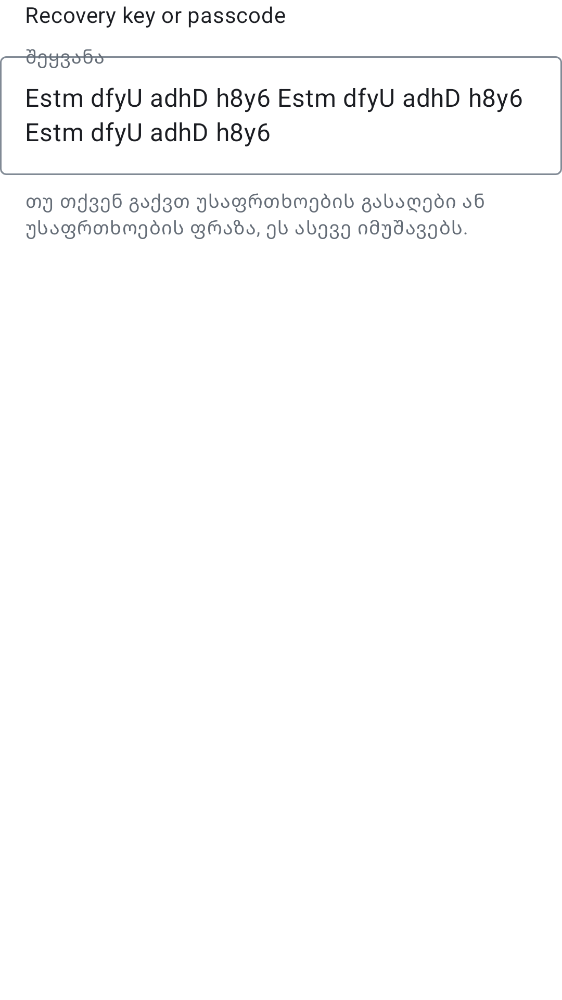 Recovery key or passcode
შეყვანა
Estm dfyU adhD h8y6 Estm dfyU adhD h8y6
Estm dfyU adhD h8y6
თუ თქვენ გაქვთ უსაფრთხოების გასაღები ან
უსაფრთხოების ფრაზა, ეს ასევე იმუშავებს.